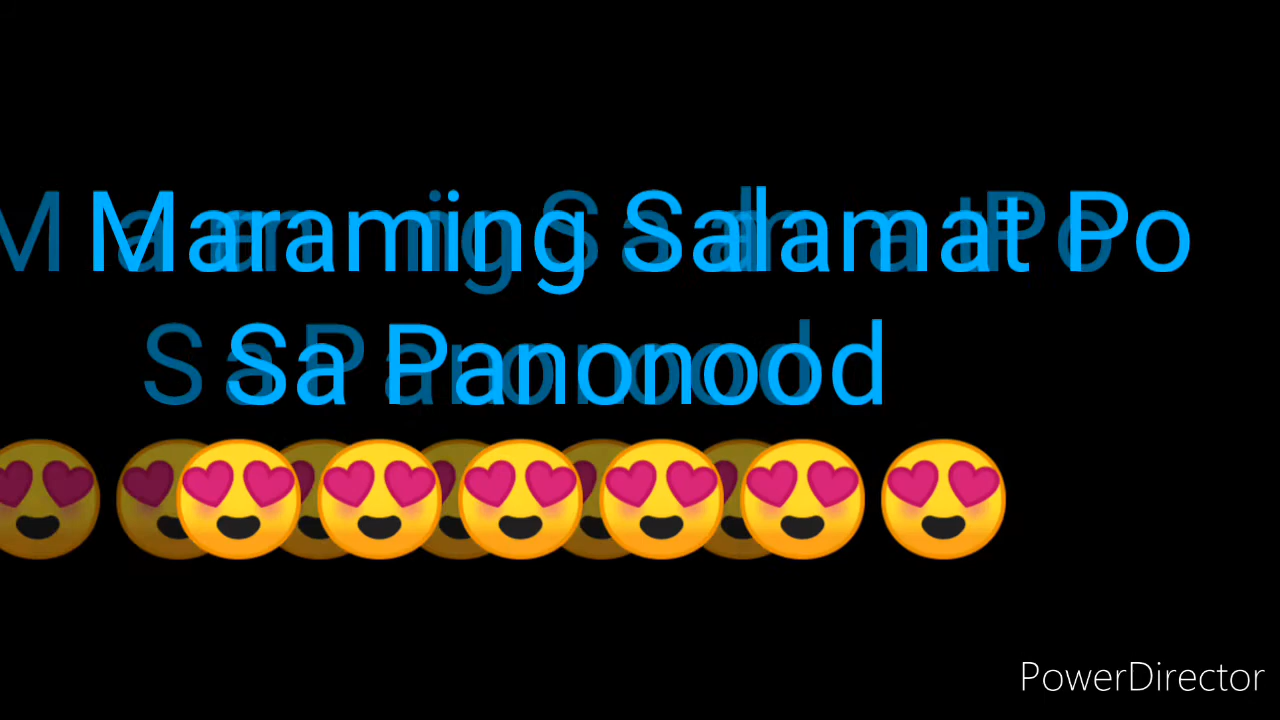 Maraming Salamat Po
Sa Panonood
😍😍😍😍😍😍
PowerDirector